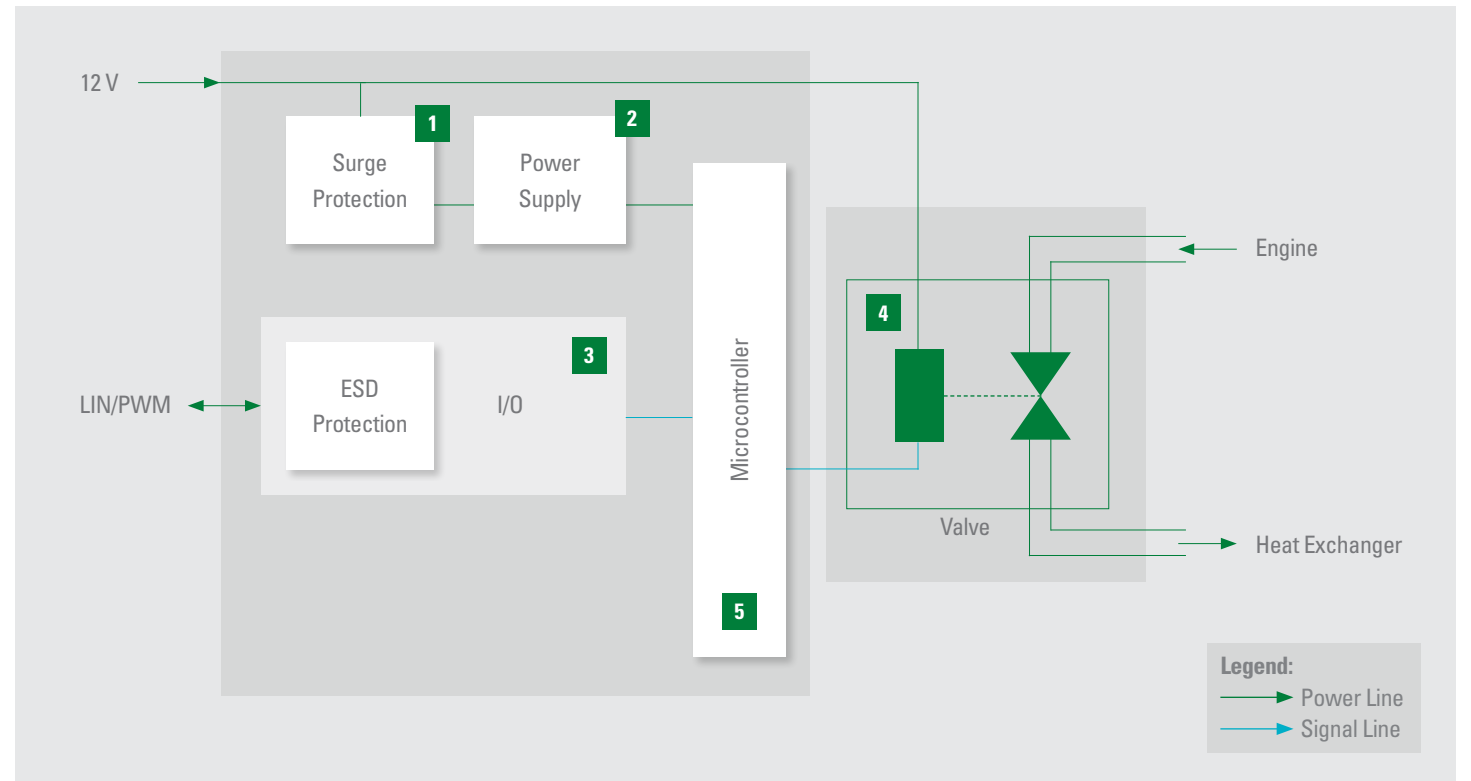 12 V
1
2
Surge
Protection
Power
Supply
Engine
4
3
ESD
Protection
I/O
LIN/PWM
Microcontroller
Valve
Heat Exchanger
5
Legend:
Power Line
Signal Line